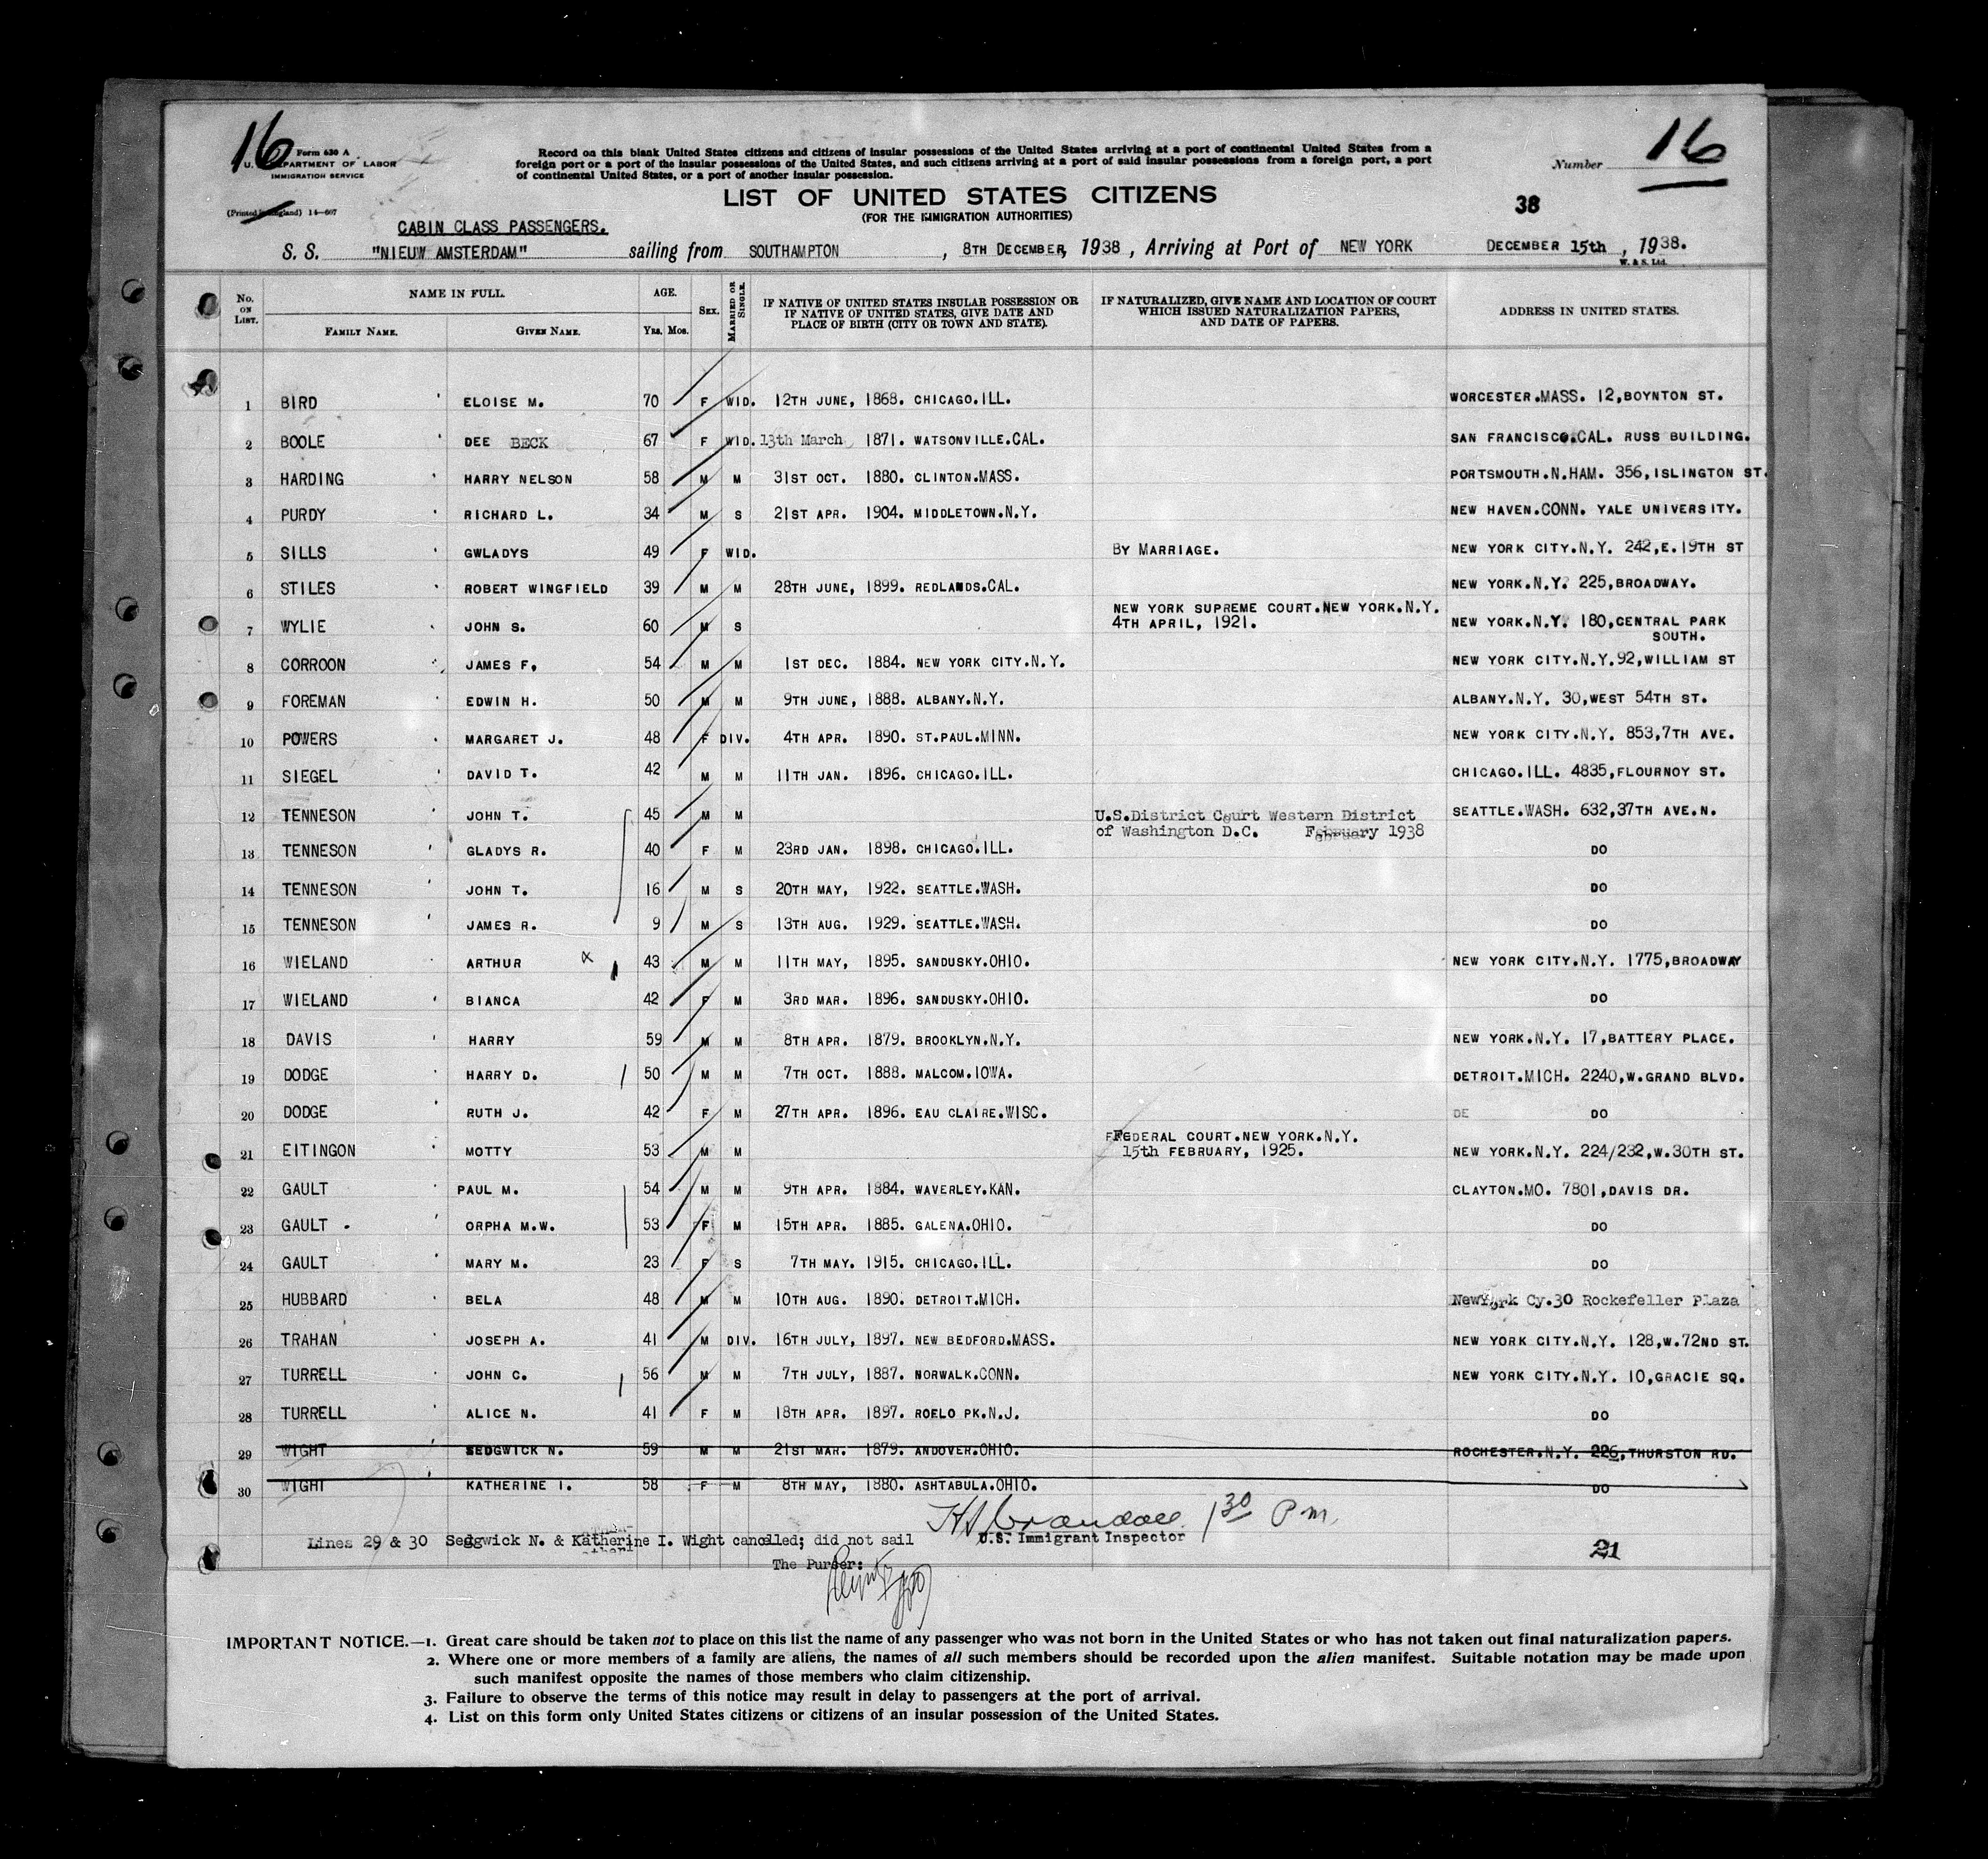 16
Form 630 A
U. S. DEPARTMENT OF LABOR
IMMIGRATION SERVICE
(Printed in England) 14—607
Record on this blank United States citizens and citizens of insular possessions of the United States arriving at a port of continental United States from a
foreign port or a port of the insular possessions of the United States, and such citizens arriving at a port of said insular possessions from a foreign port, a port
of continental United States, or a port of another insular possession.
Number 16
LIST OF UNITED STATES CITIZENS
(FOR THE IMMIGRATION AUTHORITIES)
38
CABIN CLASS PASSENGERS.
S. S. "NIEUW AMSTERDAM" sailing from SOUTHAMPTON, 8TH DECEMBER, 1938, Arriving at Port of NEW YORK DECEMBER 15th, 1938.
W. & S. Ltd.
No. ON LIST. NAME IN FULL. AGE. SEX. MARRIED OR SINGLE. IF NATIVE OF UNITED STATES INSULAR POSSESSION OR IF NATIVE OF UNITED STATES, GIVE DATE AND PLACE OF BIRTH (CITY OR TOWN AND STATE). IF NATURALIZED, GIVE NAME AND LOCATION OF COURT WHICH ISSUED NATURALIZATION PAPERS, AND DATE OF PAPERS. ADDRESS IN UNITED STATES.
FAMILY NAME. GIVEN NAME. YRS. MOS.
1 BIRD ELOISE M. 70 F WID. 12TH JUNE, 1868. CHICAGO.ILL. WORCESTER.MASS. 12,BOYNTON ST.
2 BOOLE DEE BECK 67 F WID. 13th March 1871. WATSONVILLE.CAL. SAN FRANCISCO.CAL. RUSS BUILDING.
3 HARDING HARRY NELSON 58 M M 31ST OCT. 1880. CLINTON.MASS. PORTSMOUTH.N.HAM. 356,ISLINGTON ST.
4 PURDY RICHARD L. 34 M S 21ST APR. 1904. MIDDLETOWN.N.Y. NEW HAVEN.CONN. YALE UNIVERSITY.
5 SILLS GWLADYS 49 F WID. BY MARRIAGE. NEW YORK CITY.N.Y. 242,E.19TH ST
6 STILES ROBERT WINGFIELD 39 M M 28TH JUNE, 1899. REDLANDS.CAL. NEW YORK.N.Y. 225,BROADWAY.
NEW YORK SUPREME COURT.NEW YORK.N.Y.
7 WYLIE JOHN S. 60 M S 4TH APRIL, 1921. NEW YORK.N.Y. 180,CENTRAL PARK
SOUTH.
8 CORROON JAMES F. 54 M M 1ST DEC. 1884. NEW YORK CITY.N.Y. NEW YORK CITY.N.Y.92,WILLIAM ST
9 FOREMAN EDWIN H. 50 M M 9TH JUNE, 1888. ALBANY.N.Y. ALBANY.N.Y. 30,WEST 54TH ST.
10 POWERS MARGARET J. 48 F DIV. 4TH APR. 1890. ST.PAUL.MINN. NEW YORK CITY.N.Y. 853,7TH AVE.
11 SIEGEL DAVID T. 42 M M 11TH JAN. 1896. CHICAGO.ILL. CHICAGO.ILL. 4835,FLOURNOY ST.
12 TENNESON JOHN T. 45 M M U.S.District Court Western District SEATTLE.WASH. 632,37TH AVE.N.
of Washington D.C. February 1938
13 TENNESON GLADYS R. 40 F M 23RD JAN. 1898. CHICAGO.ILL. DO
14 TENNESON JOHN T. 16 M S 20TH MAY, 1922. SEATTLE.WASH. DO
15 TENNESON JAMES R. 9 M S 13TH AUG. 1929. SEATTLE.WASH. DO
16 WIELAND ARTHUR x 43 M M 11TH MAY, 1895. SANDUSKY.OHIO. NEW YORK CITY.N.Y. 1775,BROADWAY
17 WIELAND BIANCA 42 F M 3RD MAR. 1896. SANDUSKY.OHIO. DO
18 DAVIS HARRY 59 M M 8TH APR. 1879. BROOKLYN.N.Y. NEW YORK.N.Y. 17,BATTERY PLACE.
19 DODGE HARRY D. 50 M M 7TH OCT. 1888. MALCOM.IOWA. DETROIT.MICH. 2240,W.GRAND BLVD.
20 DODGE RUTH J. 42 F M 27TH APR. 1896. EAU CLAIRE.WISC. DE DO
FEDERAL COURT.NEW YORK.N.Y.
21 EITINGON MOTTY 53 M M 15th FEBRUARY, 1925. NEW YORK.N.Y. 224/232,W.30TH ST.
22 GAULT PAUL M. 54 M M 9TH APR. 1884. WAVERLEY.KAN. CLAYTON.MO. 7801,DAVIS DR.
23 GAULT ORPHA M.W. 53 F M 15TH APR. 1885. GALENA.OHIO. DO
24 GAULT MARY M. 23 F S 7TH MAY. 1915. CHICAGO.ILL. DO
25 HUBBARD BELA 48 M M 10TH AUG. 1890. DETROIT.MICH. NewYork Cy.30 Rockefeller Plaza
26 TRAHAN JOSEPH A. 41 M DIV. 16TH JULY, 1897. NEW BEDFORD.MASS. NEW YORK CITY.N.Y. 128,W.72ND ST.
27 TURRELL JOHN C. 56 M M 7TH JULY, 1887. NORWALK.CONN. NEW YORK CITY.N.Y. 10,GRACIE SQ.
28 TURRELL ALICE N. 41 F M 18TH APR. 1897. ROELO PK.N.J. DO
29 WIGHT SEDGWICK N. 59 M M 21ST MAR. 1879. ANDOVER.OHIO. ROCHESTER.N.Y. 226,THURSTON RD.
30 WIGHT KATHERINE I. 58 F M 8TH MAY, 1880. ASHTABULA.OHIO. DO
Crandall 1 30 P m
Lines 29 & 30 Sedgwick N. & Katherine I. Wight cancelled; did not sail U.S. Immigrant Inspector
21
The Purser:
IMPORTANT NOTICE.—1. Great care should be taken not to place on this list the name of any passenger who was not born in the United States or who has not taken out final naturalization papers.
2. Where one or more members of a family are aliens, the names of all such members should be recorded upon the alien manifest. Suitable notation may be made upon
such manifest opposite the names of those members who claim citizenship.
3. Failure to observe the terms of this notice may result in delay to passengers at the port of arrival.
4. List on this form only United States citizens or citizens of an insular possession of the United States.